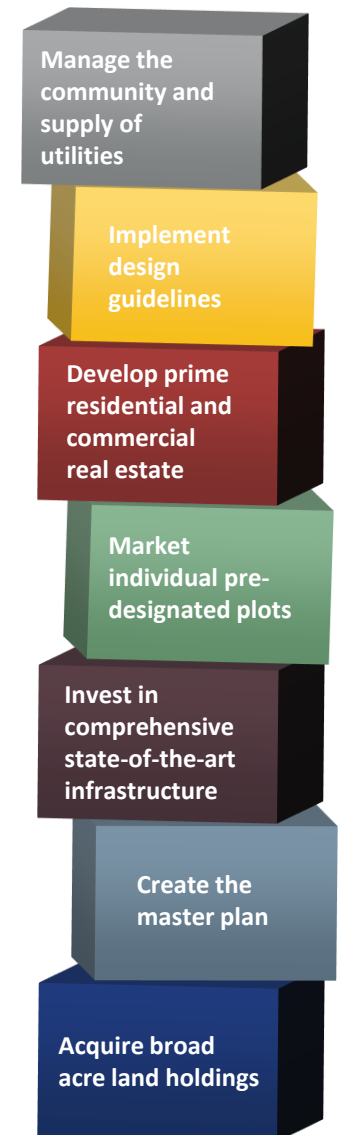 Manage the
community and
supply of
utilities
Implement
design
guidelines
Develop prime
residential and
commercial
real estate
Market
individual pre-
designated plots
Invest in
comprehensive
state-of-the-art
infrastructure
Create the
master plan
Acquire broad
acre land holdings